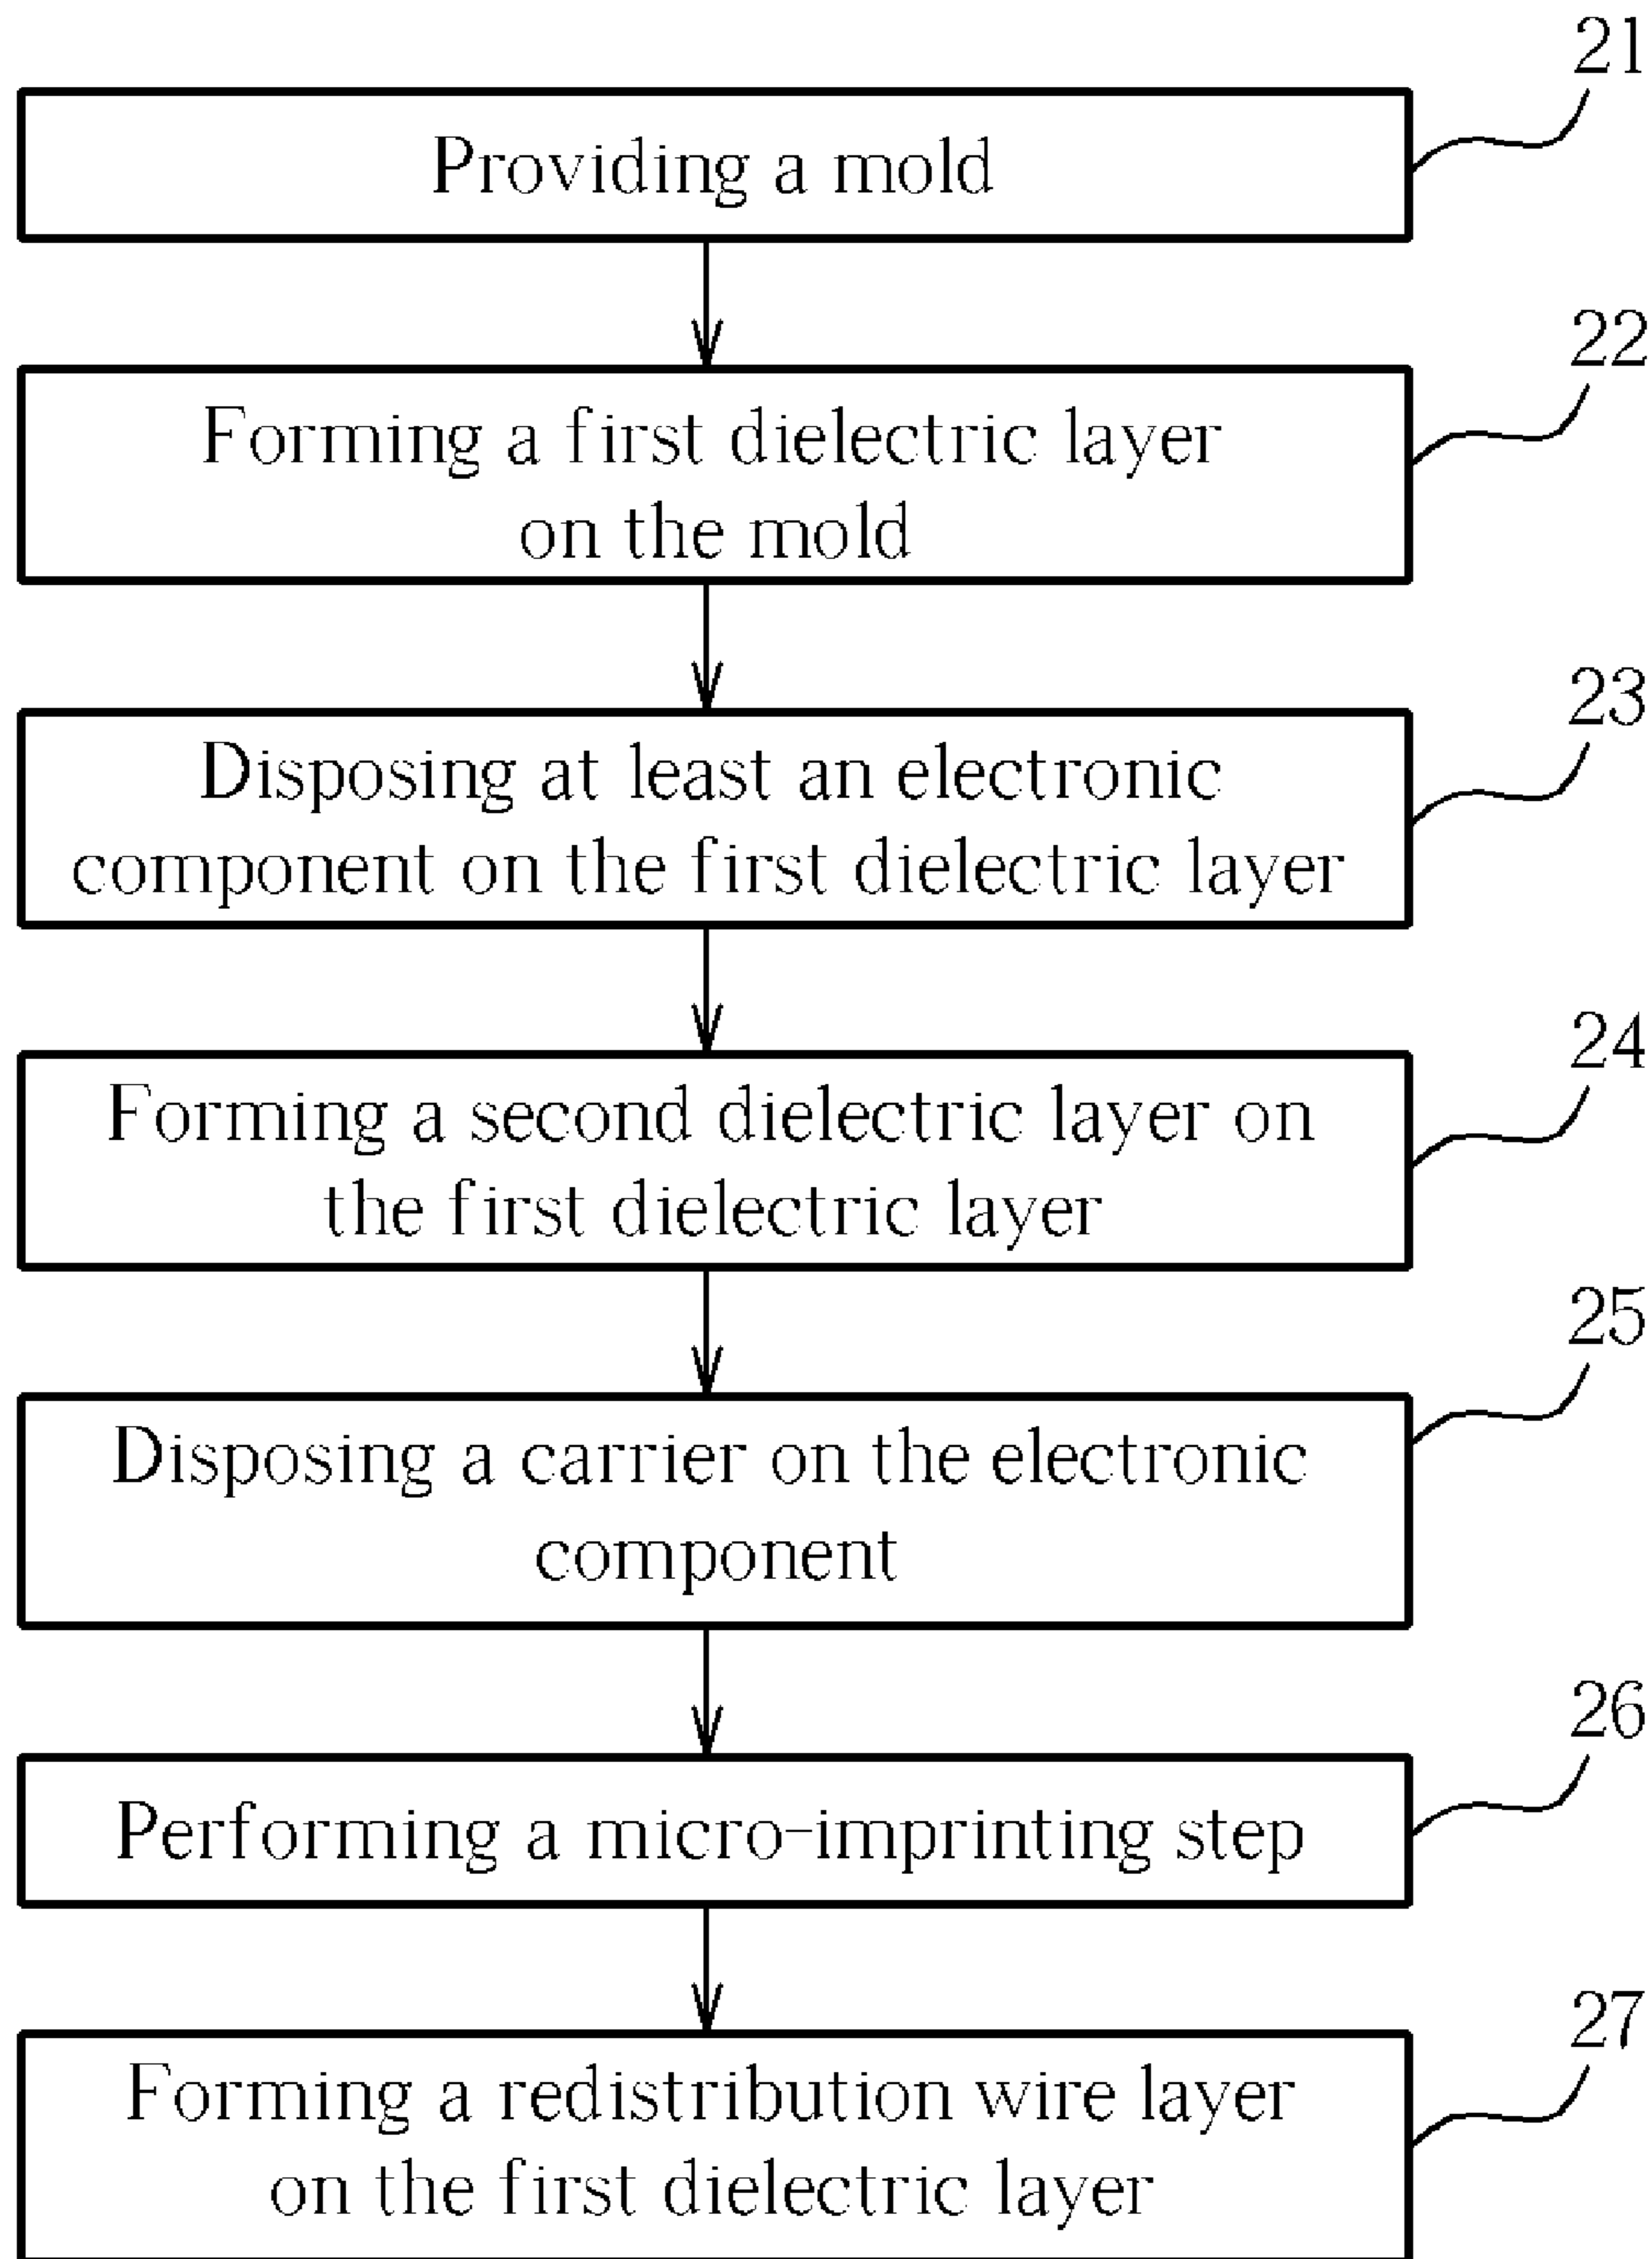 21
Providing a mold
22
Forming a first dielectric layer
on the mold
23
Disposing at least an electronic
component on the first dielectric layer
24
Forming a second dielectric layer on
the first dielectric layer
25
Disposing a carrier on the electronic
component
26
Performing a micro-imprinting step
27
Forming a redistribution wire layer
on the first dielectric layer